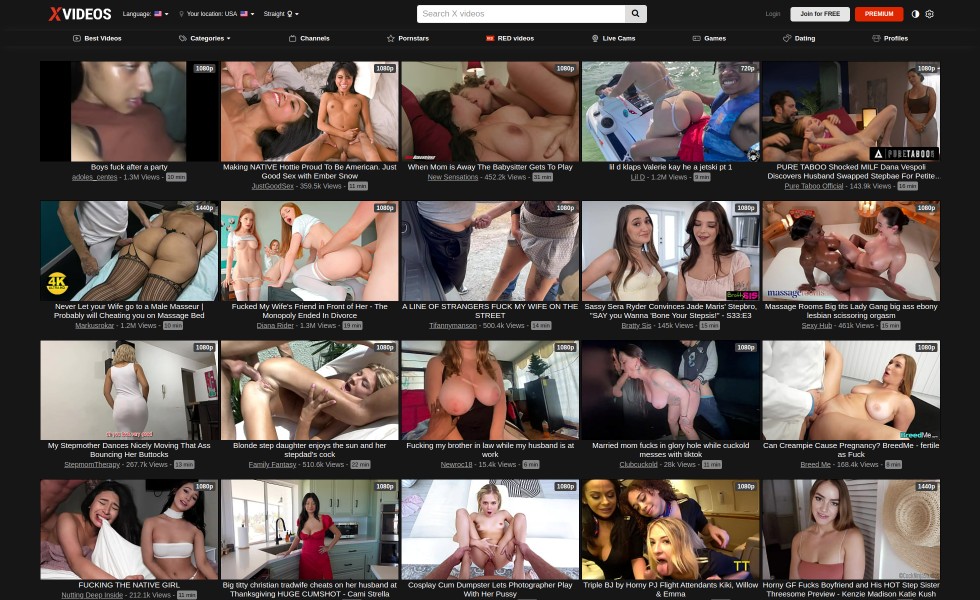 XVIDEOS
Language:
Your location: USA
Straight
Search X videos
Login
Join for FREE
PREMIUM
Best Videos
Categories
Channels
Pornstars
RED videos
Live Cams
Games
Dating
Profiles
1080p
1080p
1080p
720p
1080p
PURETABOO
Boys fuck after a party
adoles_centes - 1.3M Views - 10 min
Making NATIVE Hottie Proud To Be American. Just
Good Sex with Ember Snow
JustGoodSex - 359.5k Views - 11 min
When Mom is Away The Babysitter Gets To Play
New Sensations - 452.2k Views - 31 min
lil d klaps Valerie kay he a jetski pt 1
Lil D - 1.2M Views - 9 min
PURE TABOO Shocked MILF Dana Vespoli
Discovers Husband Swapped Stepbae For Petite...
Pure Taboo Official - 143.9k Views - 16 min
1440p
1080p
1080p
1080p
1080p
4K
Never Let your Wife go to a Male Masseur |
Probably will Cheating you on Massage Bed
Markusrokar - 1.2M Views - 10 min
Fucked My Wife's Friend in Front of Her - The
Monopoly Ended In Divorce
Diana Rider - 1.3M Views - 19 min
A LINE OF STRANGERS FUCK MY WIFE ON THE
STREET
Tifannymanson - 500.4k Views - 14 min
Sassy Sera Ryder Convinces Jade Maris' Stepbro,
"SAY you Wanna 'Bone Your Stepsis!" - S33:E3
Bratty Sis - 145k Views - 15 min
Massage Rooms Big tits Lady Gang big ass ebony
lesbian scissoring orgasm
Sexy Hub - 461k Views - 15 min
1080p
1080p
1080p
1080p
1080p
BreedMe
My Stepmother Dances Nicely Moving That Ass
Bouncing Her Buttocks
StepmomTherapy - 267.7k Views - 13 min
Blonde step daughter enjoys the sun and her
stepdad's cock
Family Fantasy - 510.6k Views - 22 min
Fucking my brother in law while my husband is at
work
Newroc18 - 15.4k Views - 6 min
Married mom fucks in glory hole while cuckold
messes with tiktok
Clubcuckold - 28k Views - 11 min
Can Creampie Cause Pregnancy? BreedMe - fertile
as Fuck
Breed Me - 168.4k Views - 8 min
1080p
1080p
1080p
1080p
1440p
TT
FUCKING THE NATIVE GIRL
Nutting Deep Inside - 212.1k Views - 11 min
Big titty christian tradwife cheats on her husband at
Thanksgiving HUGE CUMSHOT - Cami Strella
Cosplay Cum Dumpster Lets Photographer Play
With Her Pussy
Triple BJ by Horny PJ Flight Attendants Kiki, Willow
& Emma
Horny GF Fucks Boyfriend and His HOT Step Sister
Threesome Preview - Kenzie Madison Katie Kush